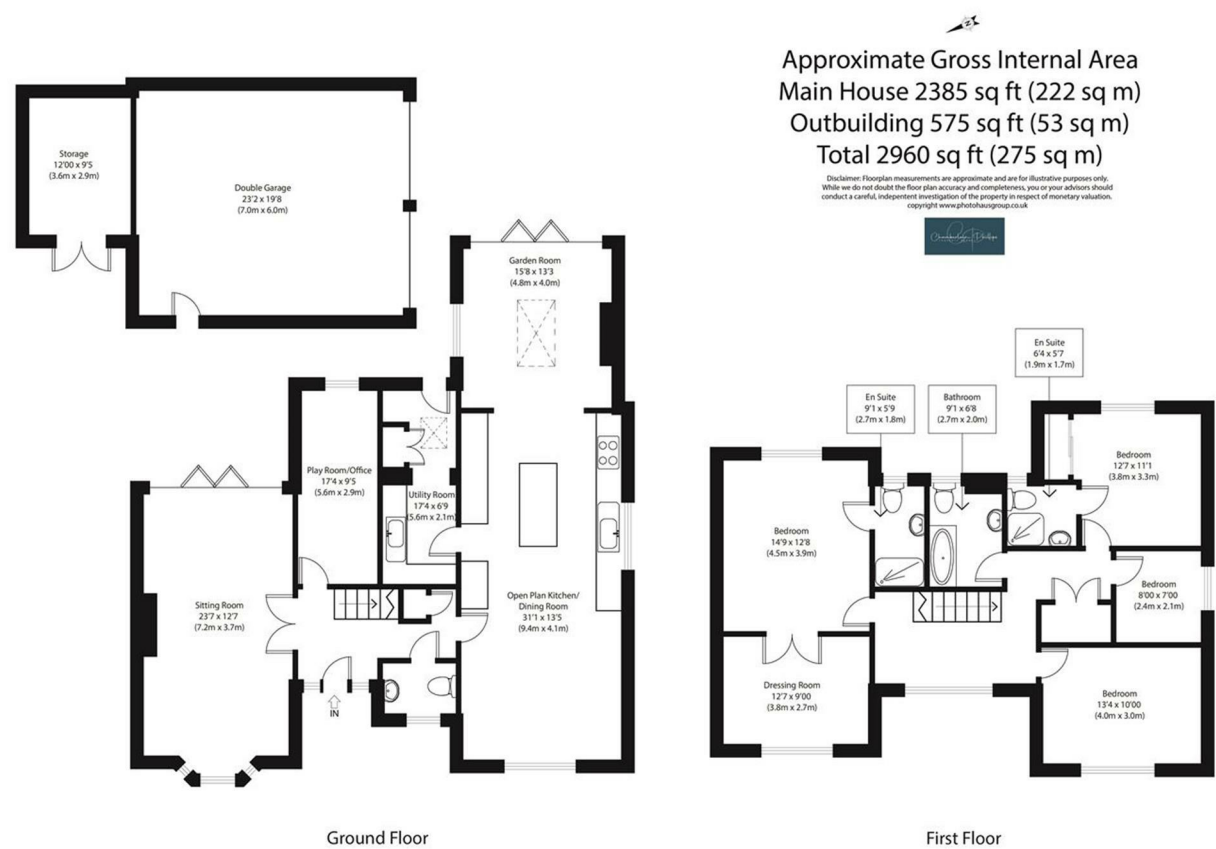 Approximate Gross Internal Area
Main House 2385 sq ft (222 sq m)
Outbuilding 575 sq ft (53 sq m)
Total 2960 sq ft (275 sq m)
Disclaimer: Floorplan measurements are approximate and are for illustrative purposes only.
While we do not doubt the floor plan accuracy and completeness, you or your advisors should
conduct a careful, indepentent investigation of the property in respect of monetary valuation.
copyright www.photohausgroup.co.uk
Storage
12'00 x 9'5
(3.6m x 2.9m)
Double Garage
23'2 x 19'8
(7.0m x 6.0m)
Garden Room
15'8 x 13'3
(4.8m x 4.0m)
Play Room/Office
17'4 x 9'5
(5.6m x 2.9m)
Utility Room
17'4 x 6'9
(5.6m x 2.1m)
Sitting Room
23'7 x 12'7
(7.2m x 3.7m)
Open Plan Kitchen/
Dining Room
31'1 x 13'5
(9.4m x 4.1m)
IN
Ground Floor
En Suite
6'4 x 5'7
(1.9m x 1.7m)
En Suite
9'1 x 5'9
(2.7m x 1.8m)
Bathroom
9'1 x 6'8
(2.7m x 2.0m)
Bedroom
12'7 x 11'1
(3.8m x 3.3m)
Bedroom
14'9 x 12'8
(4.5m x 3.9m)
Bedroom
8'00 x 7'00
(2.4m x 2.1m)
Dressing Room
12'7 x 9'00
(3.8m x 2.7m)
Bedroom
13'4 x 10'00
(4.0m x 3.0m)
First Floor